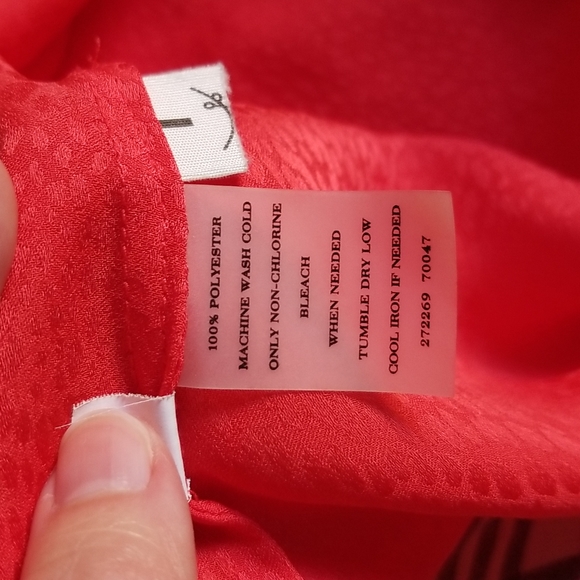 100% POLYESTER
MACHINE WASH COLD
ONLY NON-CHLORINE
BLEACH
WHEN NEEDED
TUMBLE DRY LOW
COOL IRON IF NEEDED
272269 70047